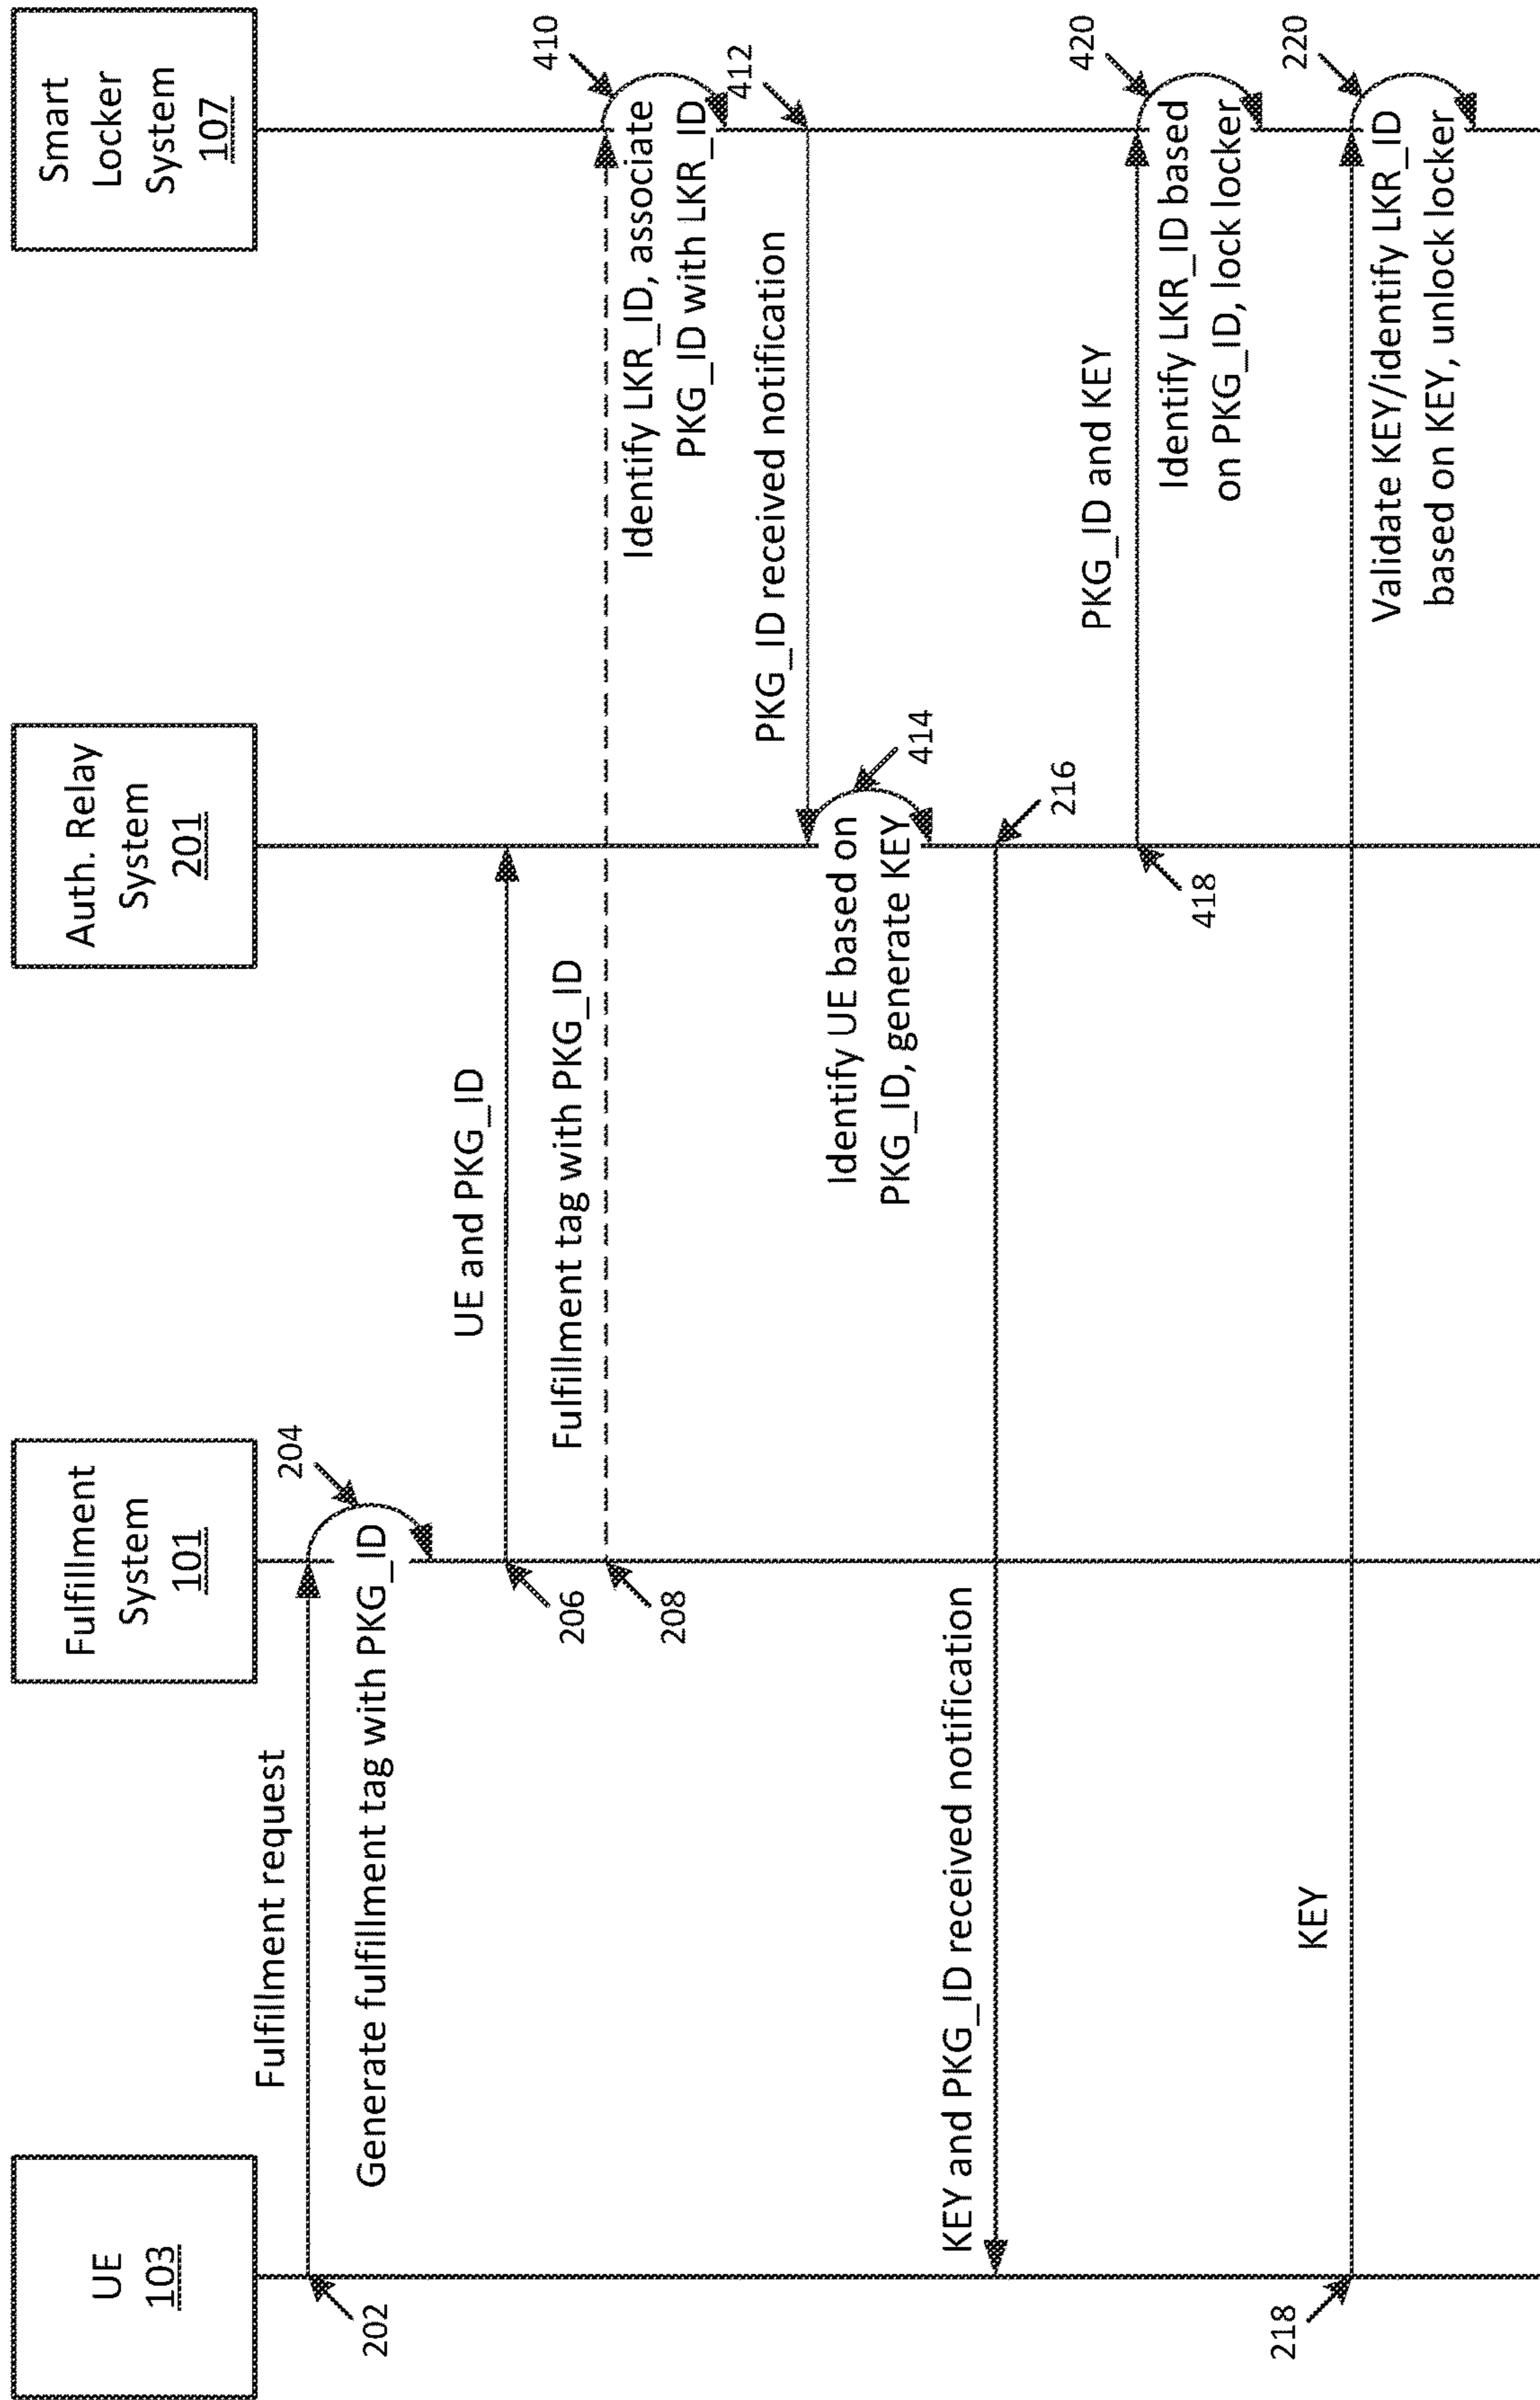 UE
103
Fulfillment
System
101
Auth. Relay
System
201
Smart
Locker
System
107
Fulfillment request
202
204
Generate fulfillment tag with PKG_ID
UE and PKG_ID
206
Fulfillment tag with PKG_ID
208
410
Identify LKR_ID, associate
PKG_ID with LKR_ID
412
PKG_ID received notification
414
Identify UE based on
PKG_ID, generate KEY
KEY and PKG_ID received notification
216
PKG_ID and KEY
418
420
Identify LKR_ID based
on PKG_ID, lock locker
KEY
218
220
Validate KEY/identify LKR_ID
based on KEY, unlock locker